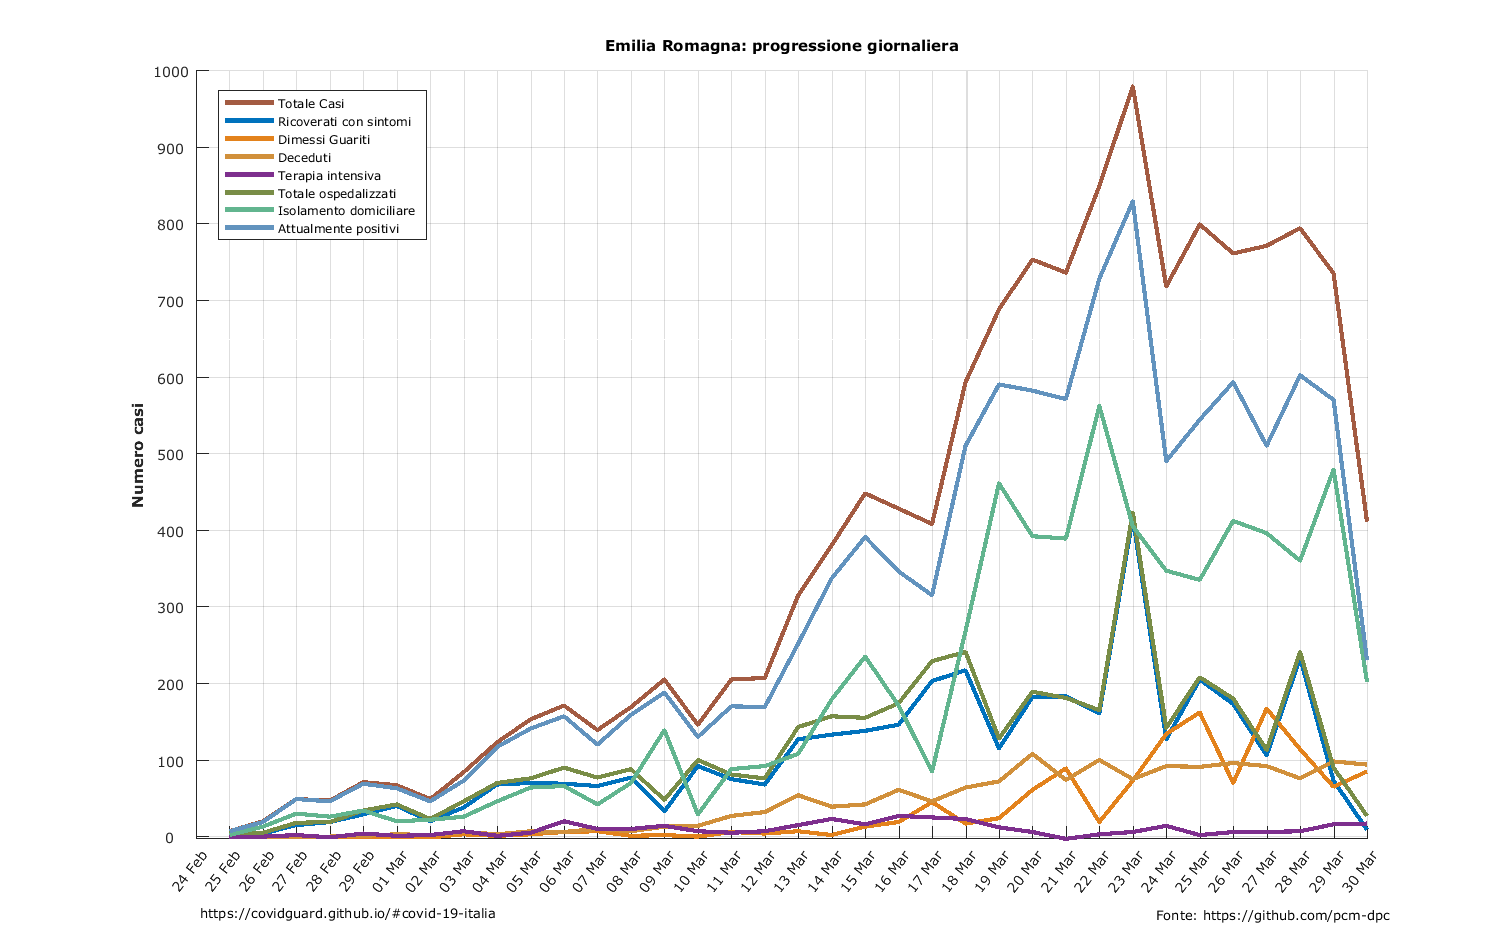 Emilia Romagna: progressione giornaliera
1000
900
800
700
600
500
400
300
200
100
0
Numero casi
Totale Casi
Ricoverati con sintomi
Dimessi Guariti
Deceduti
Terapia intensiva
Totale ospedalizzati
Isolamento domiciliare
Attualmente positivi
24 Feb
25 Feb
26 Feb
27 Feb
28 Feb
29 Feb
01 Mar
02 Mar
03 Mar
04 Mar
05 Mar
06 Mar
07 Mar
08 Mar
09 Mar
10 Mar
11 Mar
12 Mar
13 Mar
14 Mar
15 Mar
16 Mar
17 Mar
18 Mar
19 Mar
20 Mar
21 Mar
22 Mar
23 Mar
24 Mar
25 Mar
26 Mar
27 Mar
28 Mar
29 Mar
30 Mar
https://covidguard.github.io/#covid-19-italia
Fonte: https://github.com/pcm-dpc